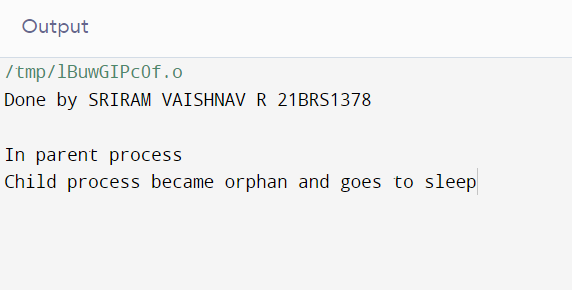 Output
/tmp/lBuwGIPcOf.o
Done by SRIRAM VAISHNAV R 21BRS1378
In parent process
Child process became orphan and goes to sleep